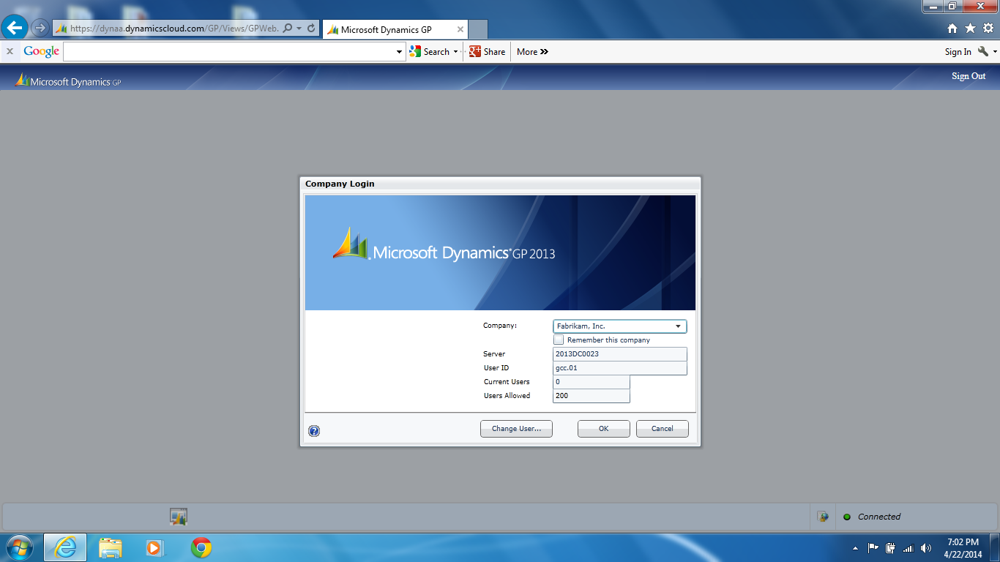 https://dynaa.dynamicscloud.com/GP/Views/GPWeb.
Microsoft Dynamics GP
Google
Search
Share
More »
Sign In
Microsoft Dynamics GP
Sign Out
Company Login
Microsoft Dynamics GP 2013
Company: Fabrikam, Inc.
Remember this company
Server 2013DC0023
User ID gcc.01
Current Users 0
Users Allowed 200
Change User... OK Cancel
Connected
7:02 PM
4/22/2014